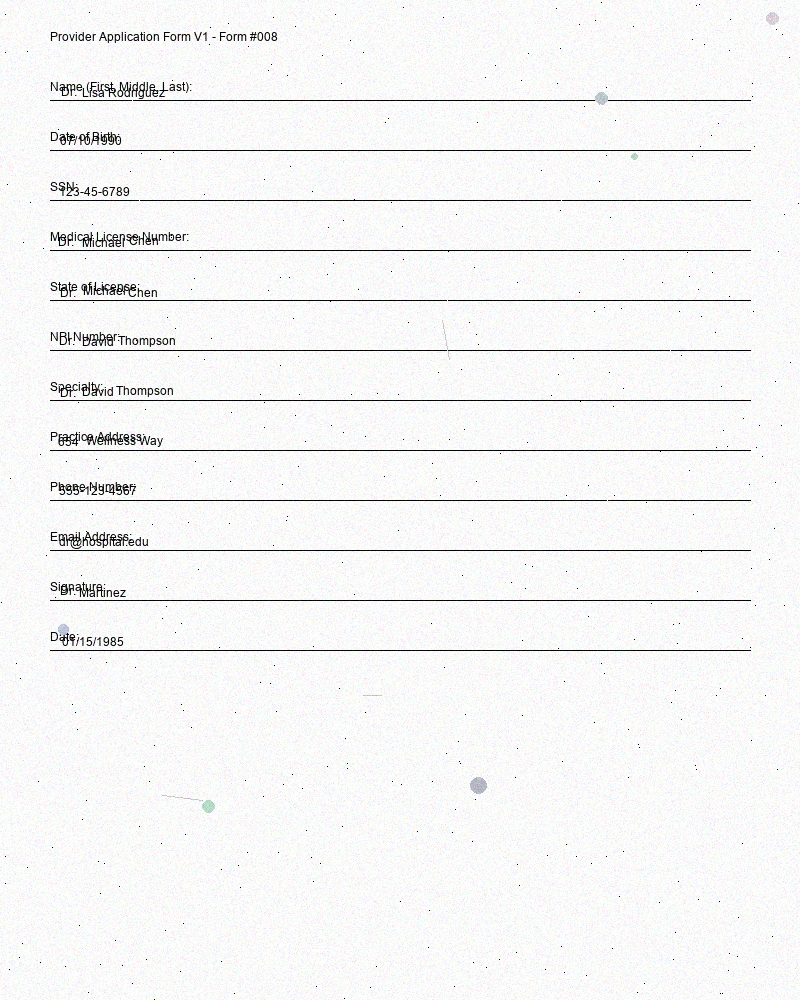 Provider Application Form V1 - Form #008
Name (First, Middle, Last):
Dr. Lisa Rodriguez
Date of Birth:
07/10/1990
SSN:
123-45-6789
Medical License Number:
Dr. Michael Chen
State of License:
Dr. Michael Chen
NPI Number:
Dr. David Thompson
Specialty:
Dr. David Thompson
Practice Address:
654 Wellness Way
Phone Number:
555-123-4567
Email Address:
dr@hospital.edu
Signature:
Dr. Martinez
Date:
01/15/1985